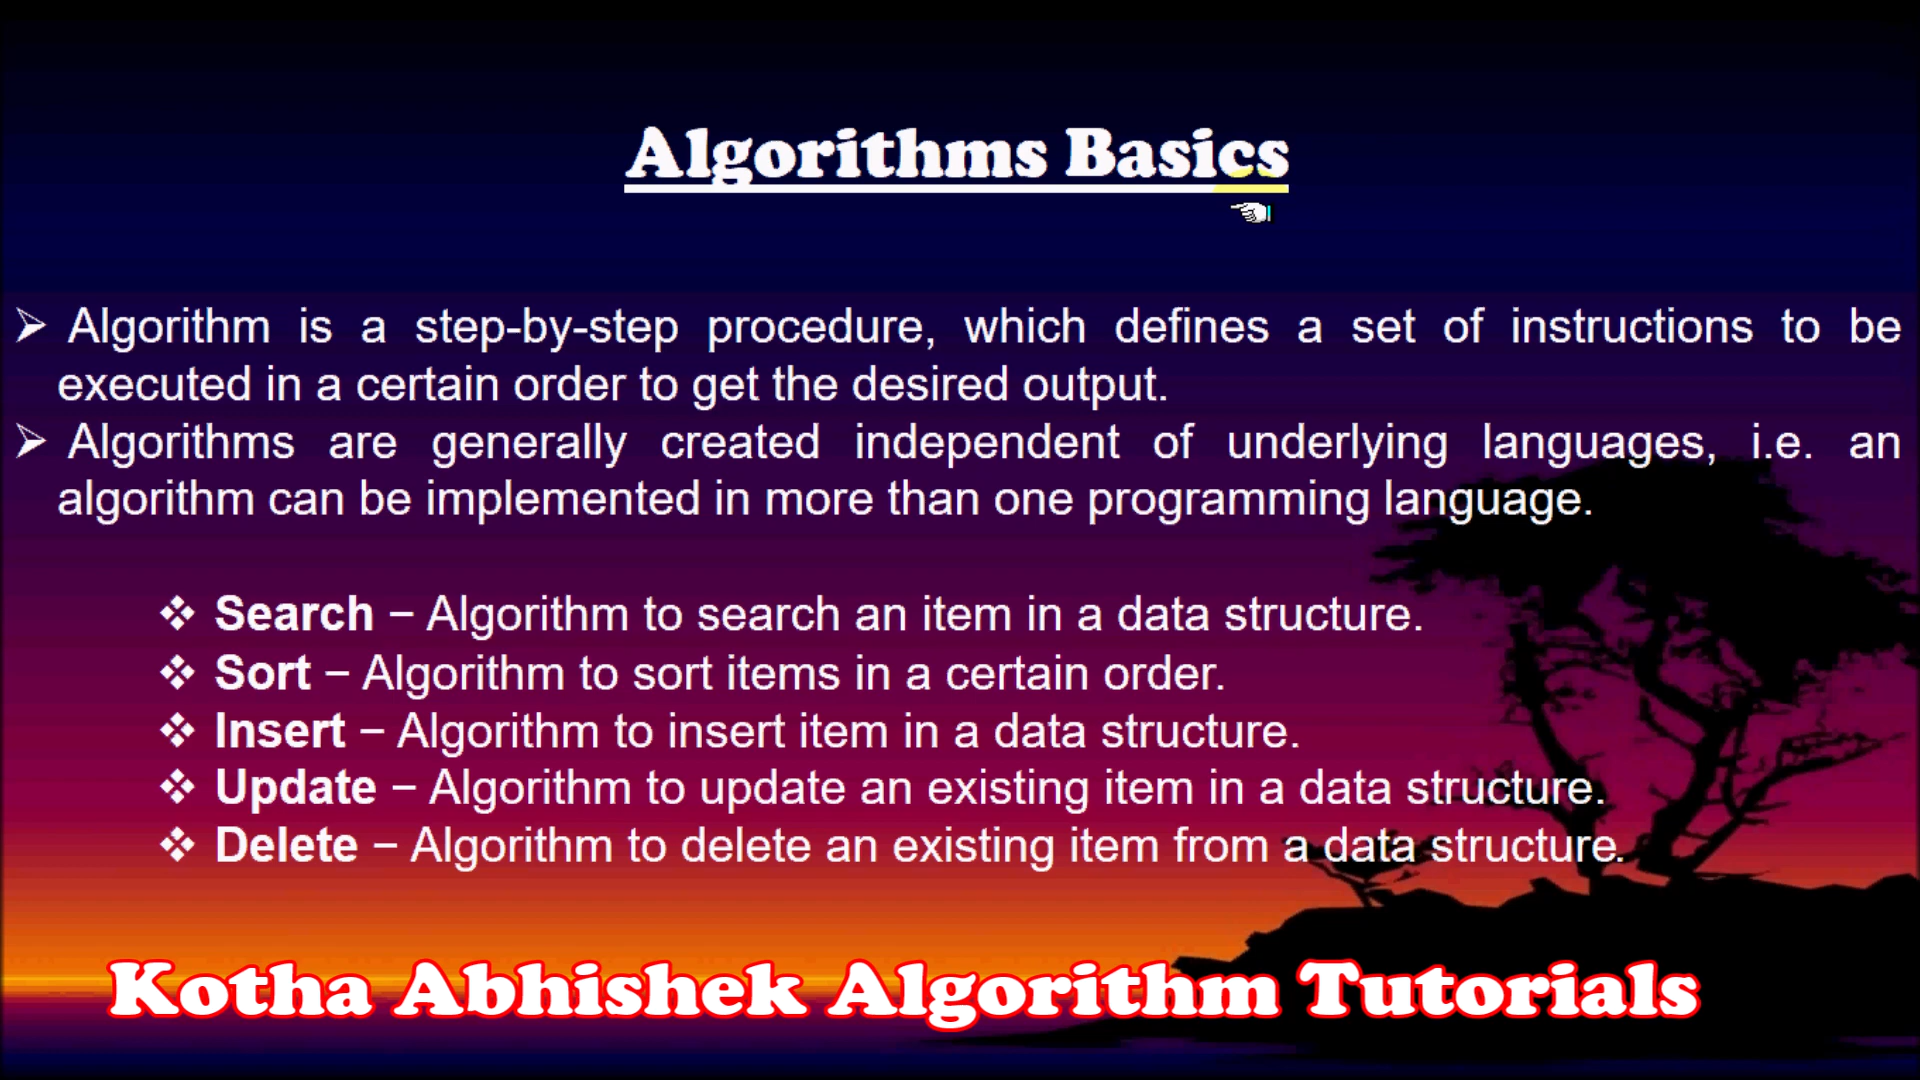 Algorithms Basics
➢ Algorithm is a step-by-step procedure, which defines a set of instructions to be
executed in a certain order to get the desired output.
➢ Algorithms are generally created independent of underlying languages, i.e. an
algorithm can be implemented in more than one programming language.
❖ Search − Algorithm to search an item in a data structure.
❖ Sort − Algorithm to sort items in a certain order.
❖ Insert − Algorithm to insert item in a data structure.
❖ Update − Algorithm to update an existing item in a data structure.
❖ Delete − Algorithm to delete an existing item from a data structure.
Kotha Abhishek Algorithm Tutorials